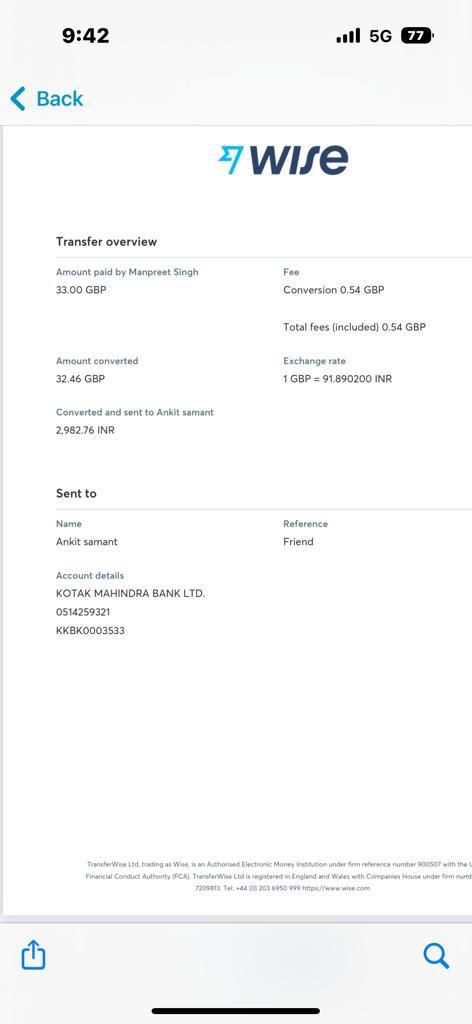 9:42
5G 77
Back
WISE
Transfer overview
Amount paid by Manpreet Singh
33.00 GBP
Fee
Conversion 0.54 GBP
Total fees (included) 0.54 GBP
Amount converted
32.46 GBP
Exchange rate
1 GBP = 91.890200 INR
Converted and sent to Ankit samant
2,982.76 INR
Sent to
Name
Ankit samant
Reference
Friend
Account details
KOTAK MAHINDRA BANK LTD.
0514259321
KKBK0003533
TransferWise Ltd, trading as Wise, is an Authorised Electronic Money Institution under firm reference number 900507 with the
Financial Conduct Authority (FCA). TransferWise Ltd is registered in England and Wales with Companies House under firm
7209813. Tel: +44 (0) 203 6950 999 https://www.wise.com